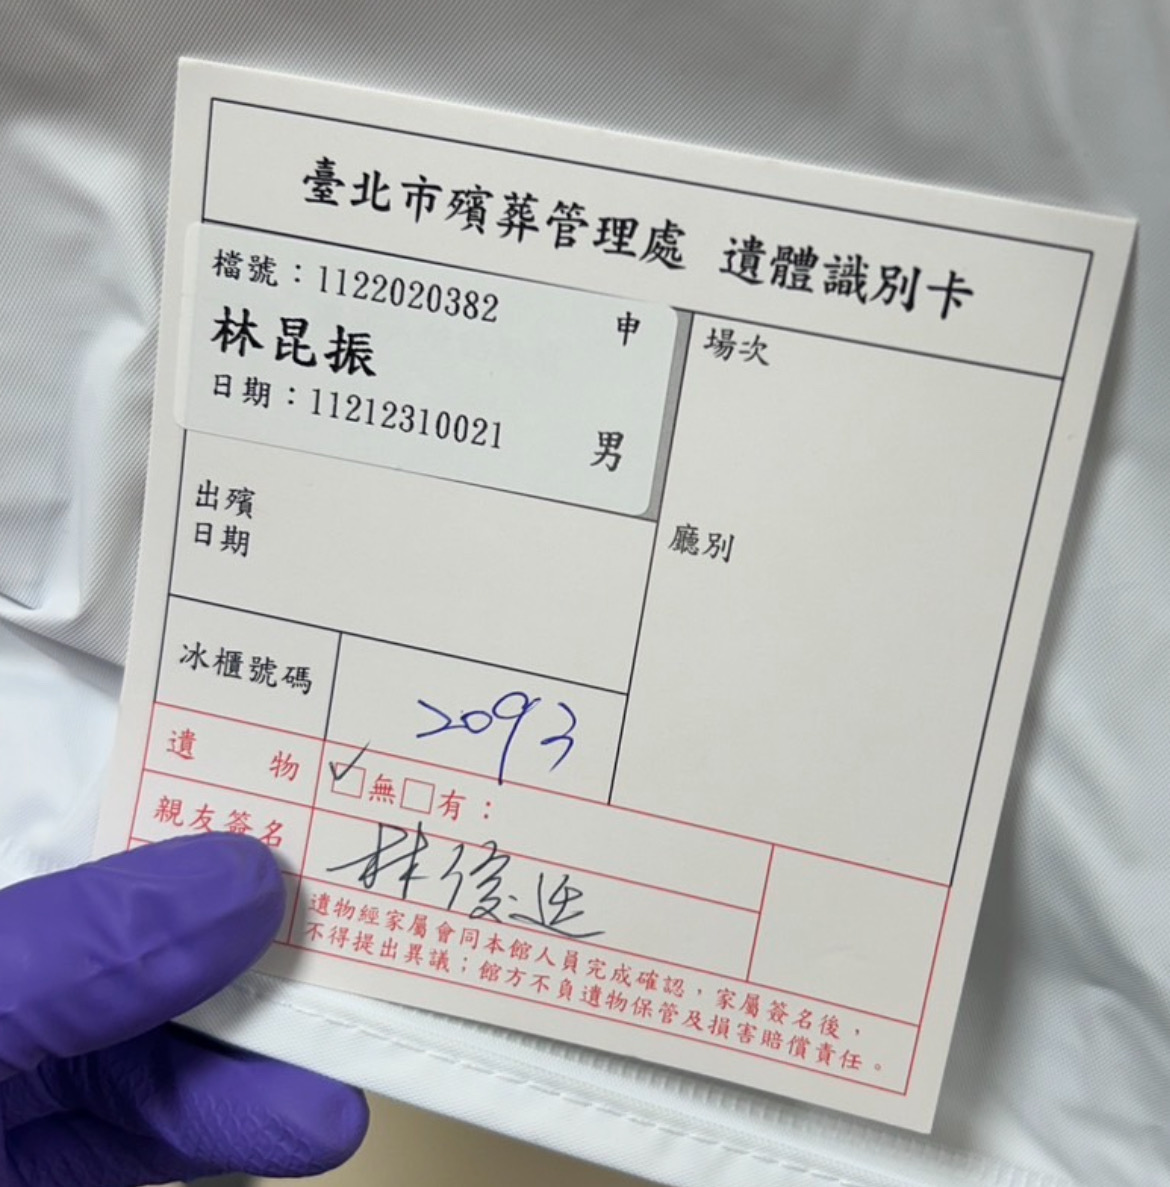 臺北市殯葬管理處 遺體識別卡
檔號：1122020382 申
林昆振
日期：11212310021 男
場次
出殯
日期
廳別
冰櫃號碼 2093
遺物 ☑無☐有：
親友簽名 林俊延
遺物經家屬會同本館人員完成確認，家屬簽名後，
不得提出異議；館方不負遺物保管及損害賠償責任。